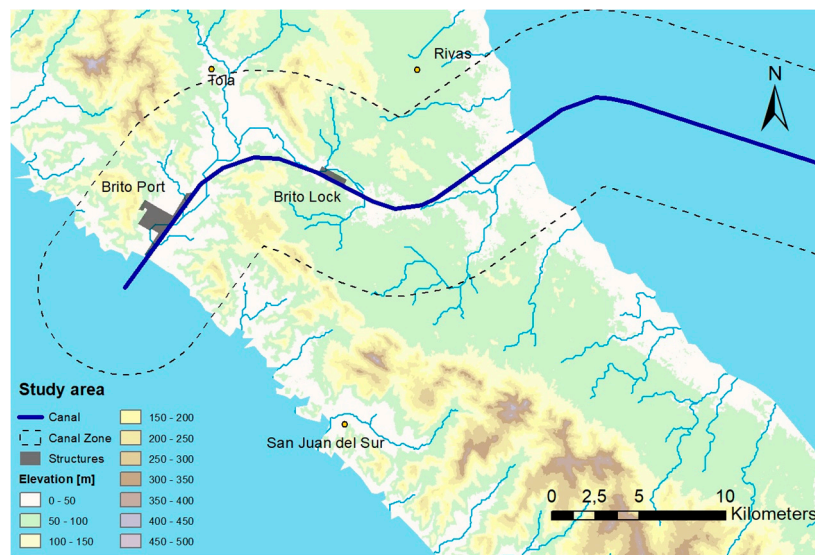 Rivas
Tola
N
Brito Port
Brito Lock
San Juan del Sur
Study area
Canal
Canal Zone
Structures
Elevation [m]
0 - 50
50 - 100
100 - 150
150 - 200
200 - 250
250 - 300
300 - 350
350 - 400
400 - 450
450 - 500
0 2,5 5 10
Kilometers